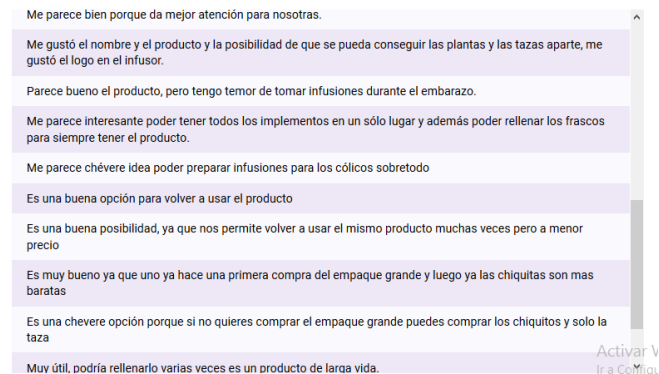 Me parece bien porque da mejor atención para nosotras.
Me gustó el nombre y el producto y la posibilidad de que se pueda conseguir las plantas y las tazas aparte, me
gustó el logo en el infusor.
Parece bueno el producto, pero tengo temor de tomar infusiones durante el embarazo.
Me parece interesante poder tener todos los implementos en un sólo lugar y además poder rellenar los frascos
para siempre tener el producto.
Me parece chévere idea poder preparar infusiones para los cólicos sobretodo
Es una buena opción para volver a usar el producto
Es una buena posibilidad, ya que nos permite volver a usar el mismo producto muchas veces pero a menor
precio
Es muy bueno ya que uno ya hace una primera compra del empaque grande y luego ya las chiquitas son mas
baratas
Es una chevere opción porque si no quieres comprar el empaque grande puedes comprar los chiquitos y solo la
taza
Muy útil, podría rellenarlo varias veces es un producto de larga vida.
Activar
Ir a